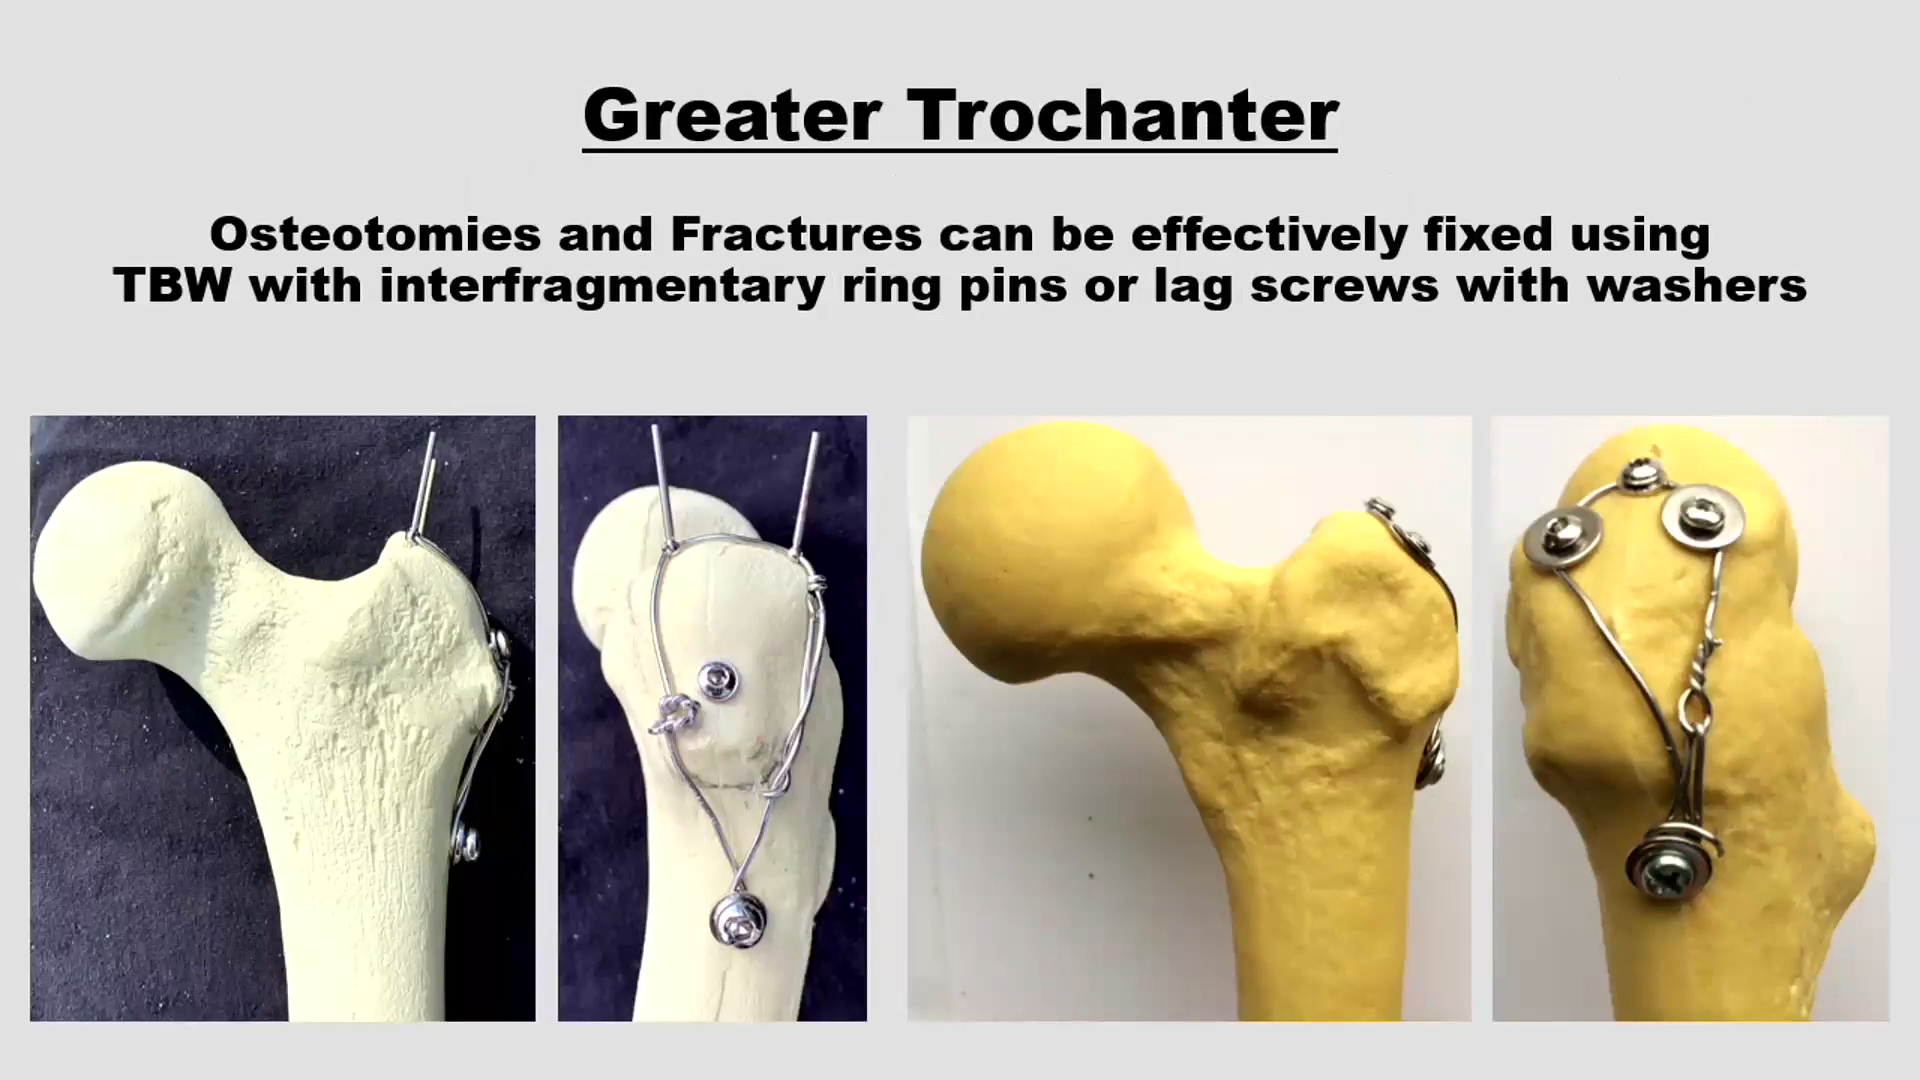 Greater Trochanter
Osteotomies and Fractures can be effectively fixed using
TBW with interfragmentary ring pins or lag screws with washers